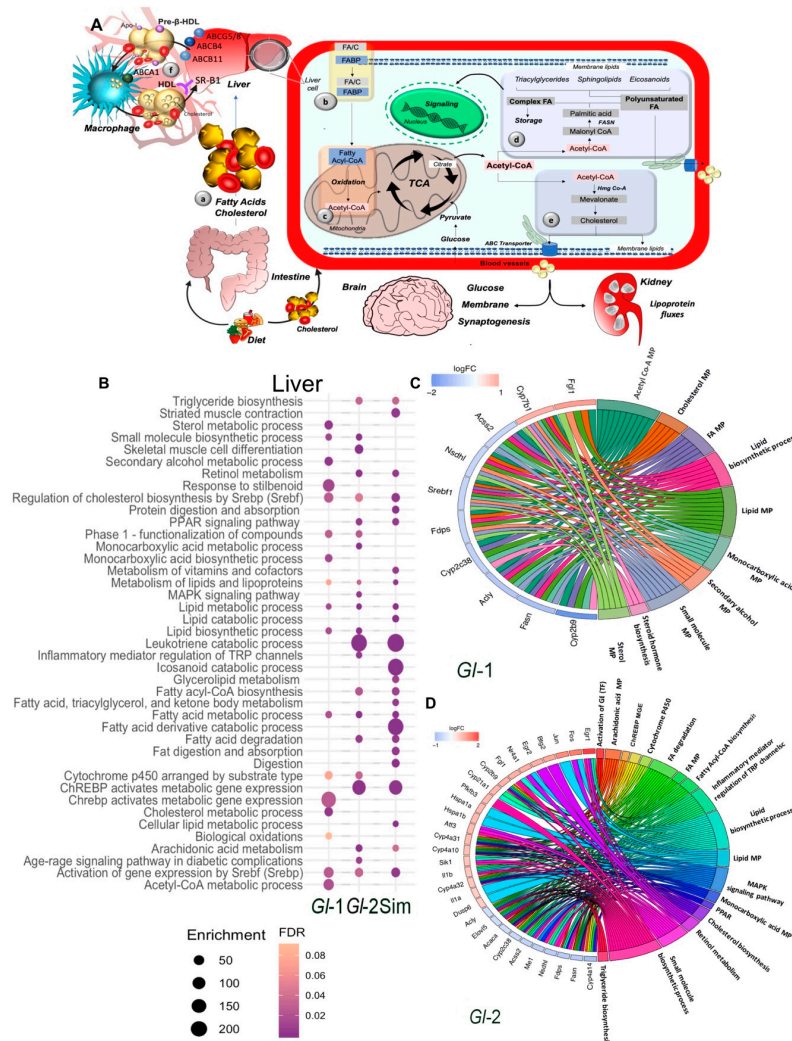 A
Apo-I
Pre-β-HDL
ABCG5/8
ABCB4
ABCB11
ABCA1
f
SR-B1
HDL
Liver
Cholesterol
Macrophage
Liver
cell
a
Fatty Acids
Cholesterol
Intestine
Diet
Cholesterol
FA/C
FABP
b
FA/C
FABP
Signaling
Nucleus
Fatty
Acyl-CoA
Oxidation
Acetyl-CoA
c
Mitochondria
TCA
Citrate
Pyruvate
Glucose
Acetyl-CoA
Membrane lipids
Triacylglycerides
Sphingolipids
Eicosanoids
Complex FA
Polyunsaturated
FA
Storage
Palmitic acid
FASN
d
Malonyl CoA
Acetyl-CoA
Acetyl-CoA
Hmg Co-A
Mevalonate
e
Cholesterol
ABC Transporter
Membrane lipids
Blood vessels
Brain
Glucose
Membrane
Synaptogenesis
Kidney
Lipoprotein
fluxes
B
Liver
Triglyceride biosynthesis
Striated muscle contraction
Sterol metabolic process
Small molecule biosynthetic process
Skeletal muscle cell differentiation
Secondary alcohol metabolic process
Retinol metabolism
Response to stilbenoid
Regulation of cholesterol biosynthesis by Srebp (Srebf)
Protein digestion and absorption
PPAR signaling pathway
Phase 1 - functionalization of compounds
Monocarboxylic acid metabolic process
Monocarboxylic acid biosynthetic process
Metabolism of vitamins and cofactors
Metabolism of lipids and lipoproteins
MAPK signaling pathway
Lipid metabolic process
Lipid catabolic process
Lipid biosynthetic process
Leukotriene catabolic process
Inflammatory mediator regulation of TRP channels
Icosanoid catabolic process
Glycerolipid metabolism
Fatty acyl-CoA biosynthesis
Fatty acid, triacylglycerol, and ketone body metabolism
Fatty acid metabolic process
Fatty acid derivative catabolic process
Fatty acid degradation
Fat digestion and absorption
Digestion
Cytochrome p450 arranged by substrate type
ChREBP activates metabolic gene expression
Chrebp activates metabolic gene expression
Cholesterol metabolic process
Cellular lipid metabolic process
Biological oxidations
Arachidonic acid metabolism
Age-rage signaling pathway in diabetic complications
Activation of gene expression by Srebf (Srebp)
Acetyl-CoA metabolic process
Gl-1 Gl-2 Sim
Enrichment
50
100
150
200
FDR
0.08
0.06
0.04
0.02
C
logFC
−2
1
Fgl1
Cyp7b1
Acss2
Nsdhl
Srebf1
Fdps
Cyp2c38
Acly
Fasn
Cyp2b9
Acetyl Co-A MP
Cholesterol MP
FA MP
Lipid
biosynthetic process
Lipid MP
Monocarboxylic acid
MP
Secondary alcohol
MP
Small molecule
MP
Steroid hormone
biosynthesis
Sterol
MP
Gl-1
D
logFC
-1
1
Egr1
Fos
Jun
Btg2
Egr2
Nr4a1
Fgl1
Cyp2b9
Cyp21a1
Pfkfb3
Hspa1a
Hspa1b
Atf3
Cyp4a31
Cyp4a10
Sik1
Il1b
Cyp4a32
Il1a
Dusp6
Acly
Elovl5
Acaca
Cyp2c38
Acss2
Me1
Nsdhl
Fdps
Fasn
Cyp4a14
Activation of GE (TF)
Arachidonic acid MP
ChREBP MGE
Cytochrome P450
FA degradation
FA MP
Fatty Acyl-CoA biosynthesis
inflammatory mediator
regulation of TRP channelsc
Lipid
biosynthetic process
Lipid MP
MAPK
signaling pathway
Monocarboxylic acid MP
PPAR
Cholesterol biosynthesis
Retinol metabolism
Small molecule
biosynthetic process
Triglyceride biosynthesis
Gl-2